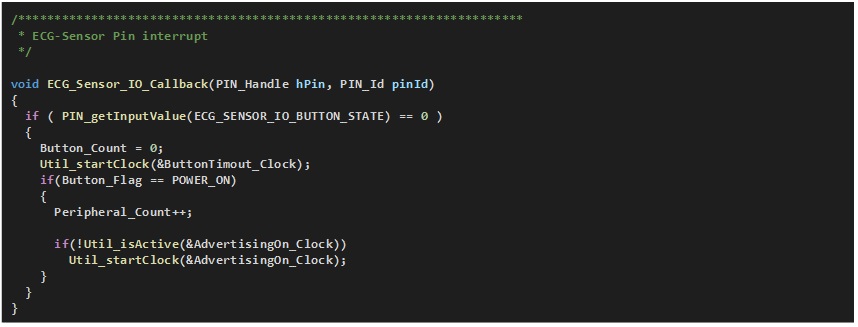 /**********************************************************************
 * ECG-Sensor Pin interrupt
 */

void ECG_Sensor_IO_Callback(PIN_Handle hPin, PIN_Id pinId)
{
  if ( PIN_getInputValue(ECG_SENSOR_IO_BUTTON_STATE) == 0 )
  {
    Button_Count = 0;
    Util_startClock(&ButtonTimout_Clock);
    if(Button_Flag == POWER_ON)
    {
      Peripheral_Count++;

      if(!Util_isActive(&AdvertisingOn_Clock))
        Util_startClock(&AdvertisingOn_Clock);
    }
  }
}